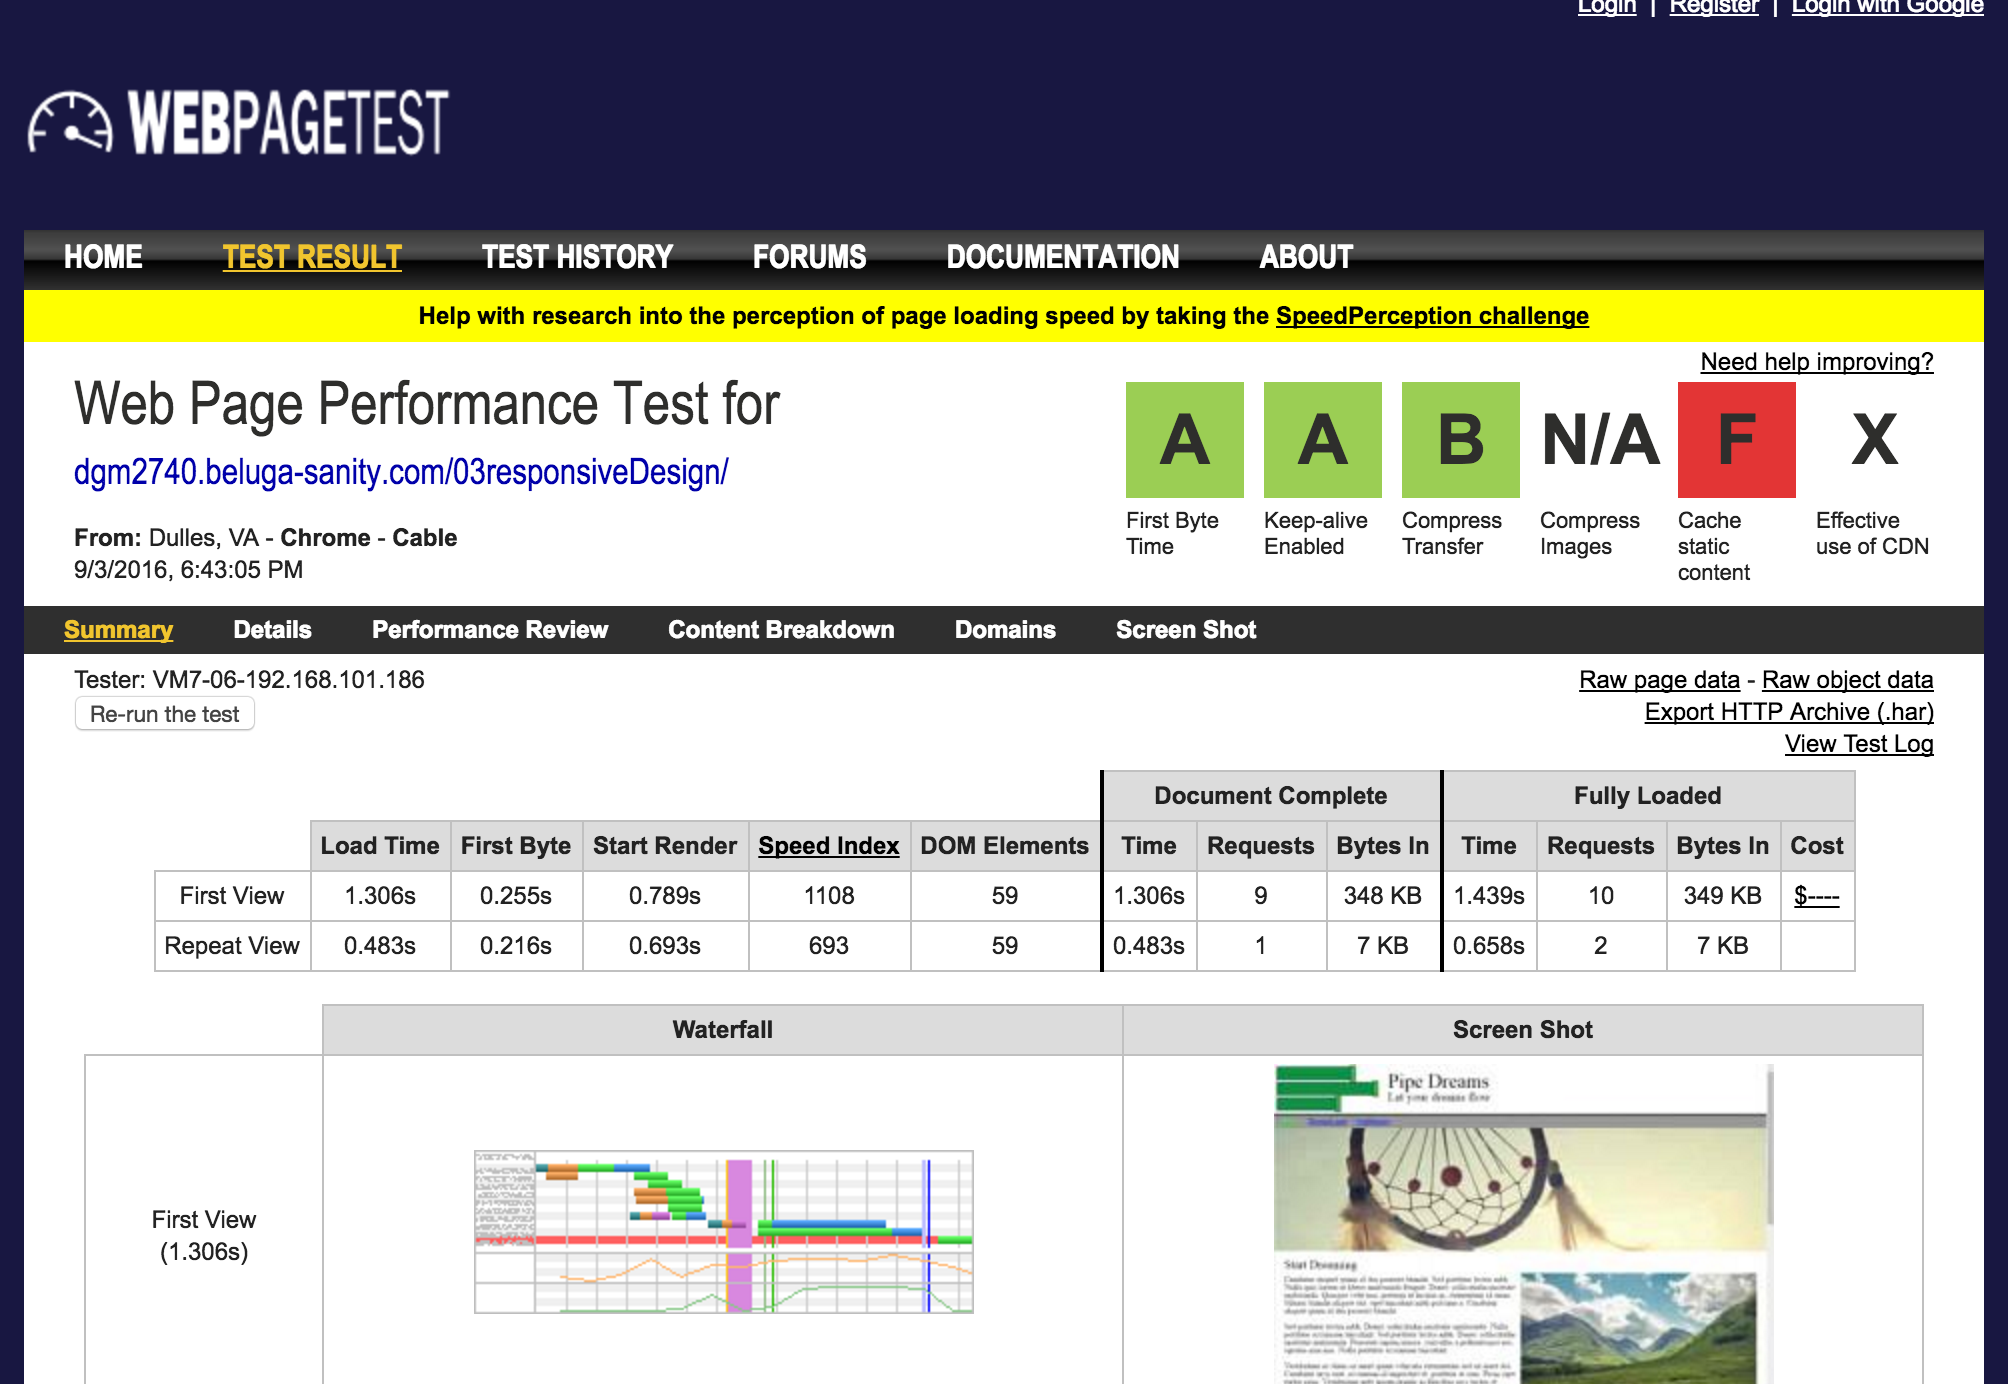 Login | Register | Login with Google
WEBPAGETEST
HOME TEST RESULT TEST HISTORY FORUMS DOCUMENTATION ABOUT
Help with research into the perception of page loading speed by taking the SpeedPerception challenge
Need help improving?
Web Page Performance Test for
dgm2740.beluga-sanity.com/03responsiveDesign/
From: Dulles, VA - Chrome - Cable
9/3/2016, 6:43:05 PM
A A B N/A F X
First Byte Time
Keep-alive Enabled
Compress Transfer
Compress Images
Cache static content
Effective use of CDN
Summary Details Performance Review Content Breakdown Domains Screen Shot
Tester: VM7-06-192.168.101.186
Re-run the test
Raw page data - Raw object data
Export HTTP Archive (.har)
View Test Log
Document Complete Fully Loaded
Load Time First Byte Start Render Speed Index DOM Elements Time Requests Bytes In Time Requests Bytes In Cost
First View 1.306s 0.255s 0.789s 1108 59 1.306s 9 348 KB 1.439s 10 349 KB $----
Repeat View 0.483s 0.216s 0.693s 693 59 0.483s 1 7 KB 0.658s 2 7 KB
Waterfall Screen Shot
First View
(1.306s)
Pipe Dreams
Let your dreams flow
Start Dreaming